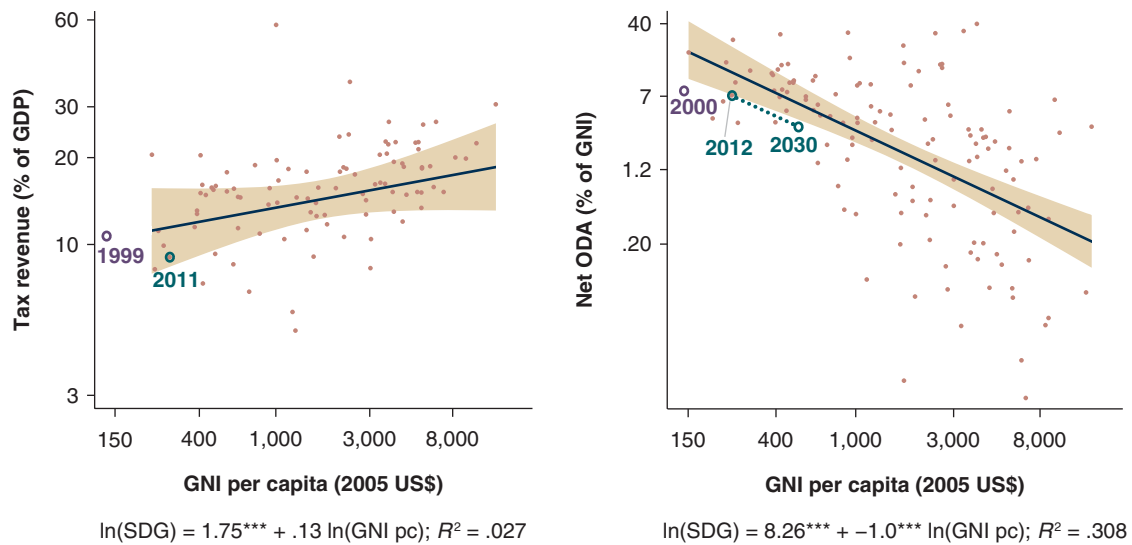 Tax revenue (% of GDP)
60
30
20
10
3
1999
2011
150 400 1,000 3,000 8,000
GNI per capita (2005 US$)
ln(SDG) = 1.75*** + .13 ln(GNI pc); R² = .027
Net ODA (% of GNI)
40
7
1.2
.20
2000
2012
2030
150 400 1,000 3,000 8,000
GNI per capita (2005 US$)
ln(SDG) = 8.26*** + −1.0*** ln(GNI pc); R² = .308